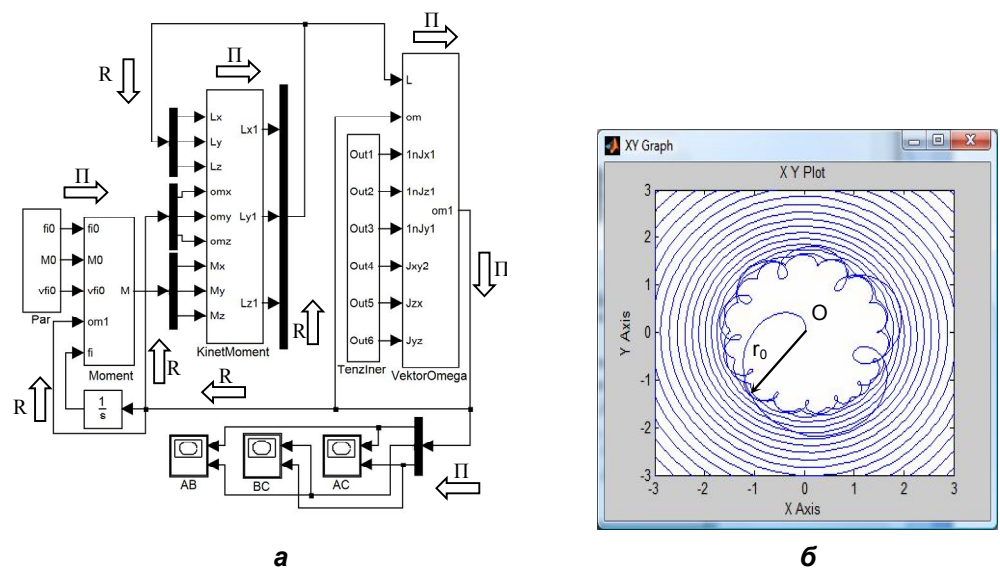 П
П
R
П
L
Lx
Ly
Lz
Lx1
om
Out1
1nJx1
П
omx
omy
omz
Ly1
Out2
1nJz1
om1
fi0
fi0
Out3
1nJy1
M0
M0
Mx
My
Mz
M
Out4
Jxy2
П
vfi0
vfi0
Lz1
Out5
Jzx
Par
om1
R
Out6
Jyz
fi
KinetMoment
TenzIner
VektorOmega
Moment
R
R
R
1
s
AB
BC
AC
П
а
XY Graph
X Y Plot
3
2
1
0
-1
-2
-3
Y Axis
O
r0
-3
-2
-1
0
1
2
3
X Axis
б